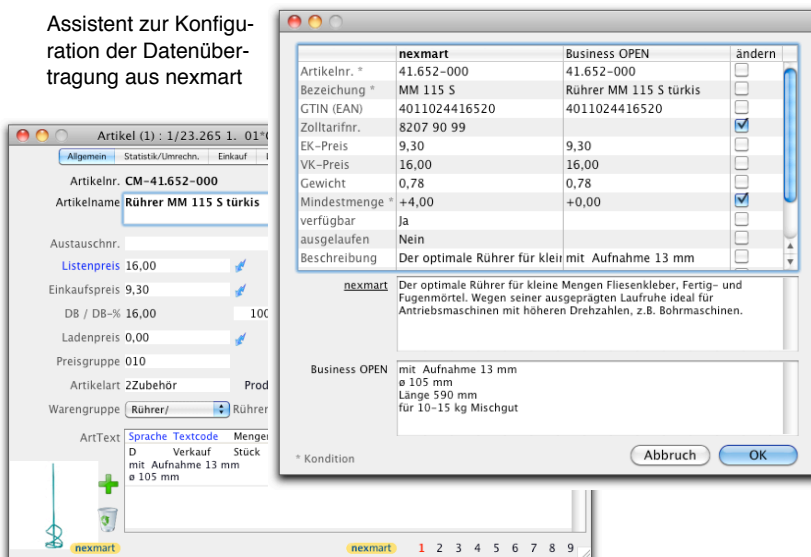 Assistent zur Konfigu-
ration der Datenüber-
tragung aus nexmart
nexmart Business OPEN ändern
Artikelnr. * 41.652-000 41.652-000
Bezeichung * MM 115 S Rührer MM 115 S türkis
GTIN (EAN) 4011024416520 4011024416520
Zolltarifnr. 8207 90 99
EK-Preis 9,30 9,30
VK-Preis 16,00 16,00
Gewicht 0,78 0,78
Mindestmenge * +4,00 +0,00
verfügbar Ja
ausgelaufen Nein
Beschreibung Der optimale Rührer für klei mit Aufnahme 13 mm
nexmart Der optimale Rührer für kleine Mengen Fliesenkleber, Fertig- und
Fugenmörtel. Wegen seiner ausgeprägten Laufruhe ideal für
Antriebsmaschinen mit höheren Drehzahlen, z.B. Bohrmaschinen.
Business OPEN mit Aufnahme 13 mm
ø 105 mm
Länge 590 mm
für 10-15 kg Mischgut
* Kondition Abbruch OK
Artikel (1) : 1/23.265 1. 01*
Allgemein Statistik/Umrechn. Einkauf
Artikelnr. CM-41.652-000
Artikelname Rührer MM 115 S türkis
Austauschnr.
Listenpreis 16,00
Einkaufspreis 9,30
DB / DB-% 16,00 100
Ladenpreis 0,00
Preisgruppe 010
Artikelart 2Zubehör Prod
Warengruppe Rührer/ Rührer
ArtText Sprache Textcode Menge
D Verkauf Stück
mit Aufnahme 13 mm
ø 105 mm
nexmart nexmart 1 2 3 4 5 6 7 8 9